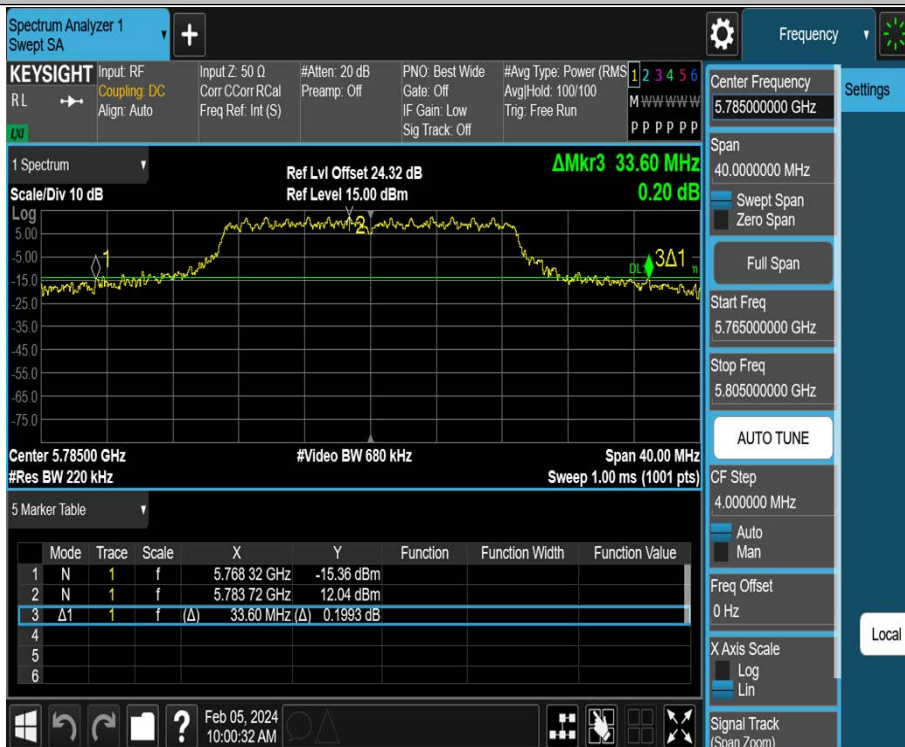 Spectrum Analyzer 1
Swept SA
+
Frequency
KEYSIGHT
RL
LXI
Input: RF
Coupling: DC
Align: Auto
Input Z: 50 Ω
Corr CCorr RCal
Freq Ref: Int (S)
#Atten: 20 dB
Preamp: Off
PNO: Best Wide
Gate: Off
IF Gain: Low
Sig Track: Off
#Avg Type: Power (RMS
Avg|Hold: 100/100
Trig: Free Run
1 2 3 4 5 6
M W W W W W
P P P P P P
1 Spectrum
Scale/Div 10 dB
Ref Lvl Offset 24.32 dB
Ref Level 15.00 dBm
ΔMkr3 33.60 MHz
0.20 dB
Log
5.00
-5.00
-15.0
-25.0
-35.0
-45.0
-55.0
-65.0
-75.0
1
2
3Δ1
Center 5.78500 GHz
#Video BW 680 kHz
Span 40.00 MHz
#Res BW 220 kHz
Sweep 1.00 ms (1001 pts)
5 Marker Table
Mode Trace Scale X Y Function Function Width Function Value
1 N 1 f 5.768 32 GHz -15.36 dBm
2 N 1 f 5.783 72 GHz 12.04 dBm
3 Δ1 1 f (Δ) 33.60 MHz (Δ) 0.1993 dB
4
5
6
?
Feb 05, 2024
10:00:32 AM
Center Frequency
5.785000000 GHz
Span
40.0000000 MHz
Swept Span
Zero Span
Full Span
Start Freq
5.765000000 GHz
Stop Freq
5.805000000 GHz
AUTO TUNE
CF Step
4.000000 MHz
Auto
Man
Freq Offset
0 Hz
X Axis Scale
Log
Lin
Signal Track
(Span Zoom)
Settings
Local